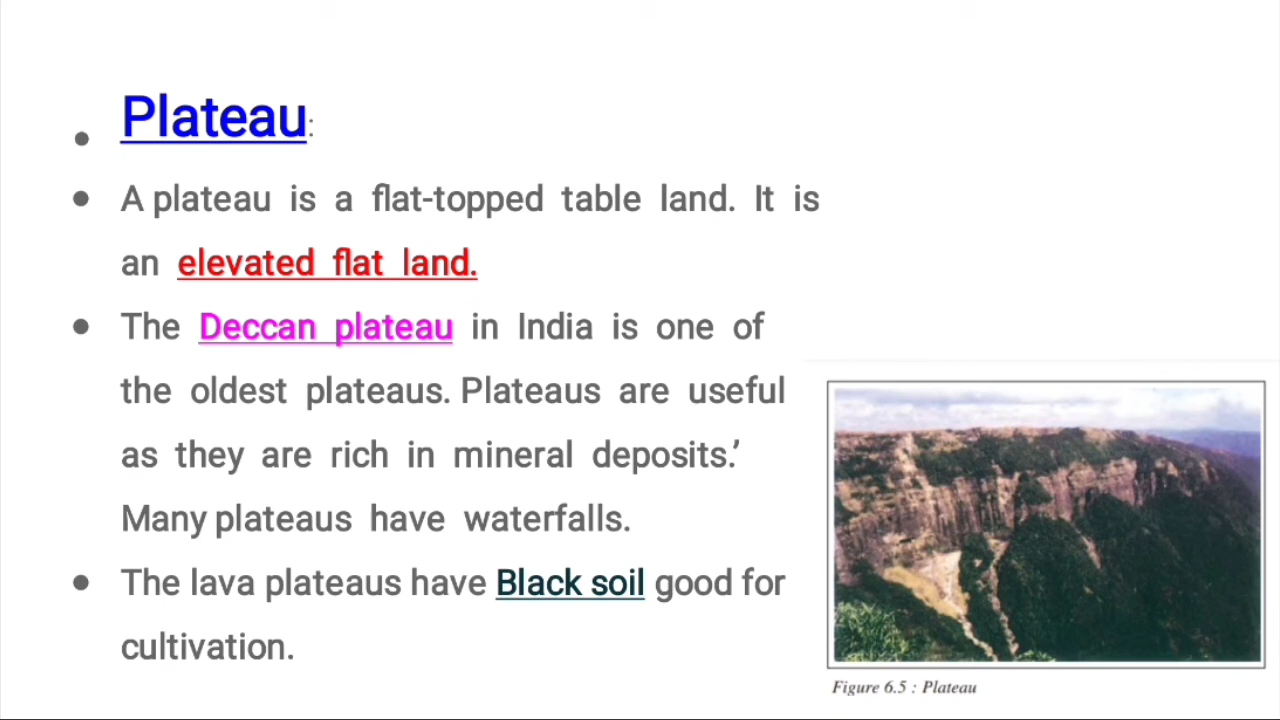 Plateau:
A plateau is a flat-topped table land. It is
an elevated flat land.
The Deccan plateau in India is one of
the oldest plateaus. Plateaus are useful
as they are rich in mineral deposits.’
Many plateaus have waterfalls.
The lava plateaus have Black soil good for
cultivation.
Figure 6.5 : Plateau